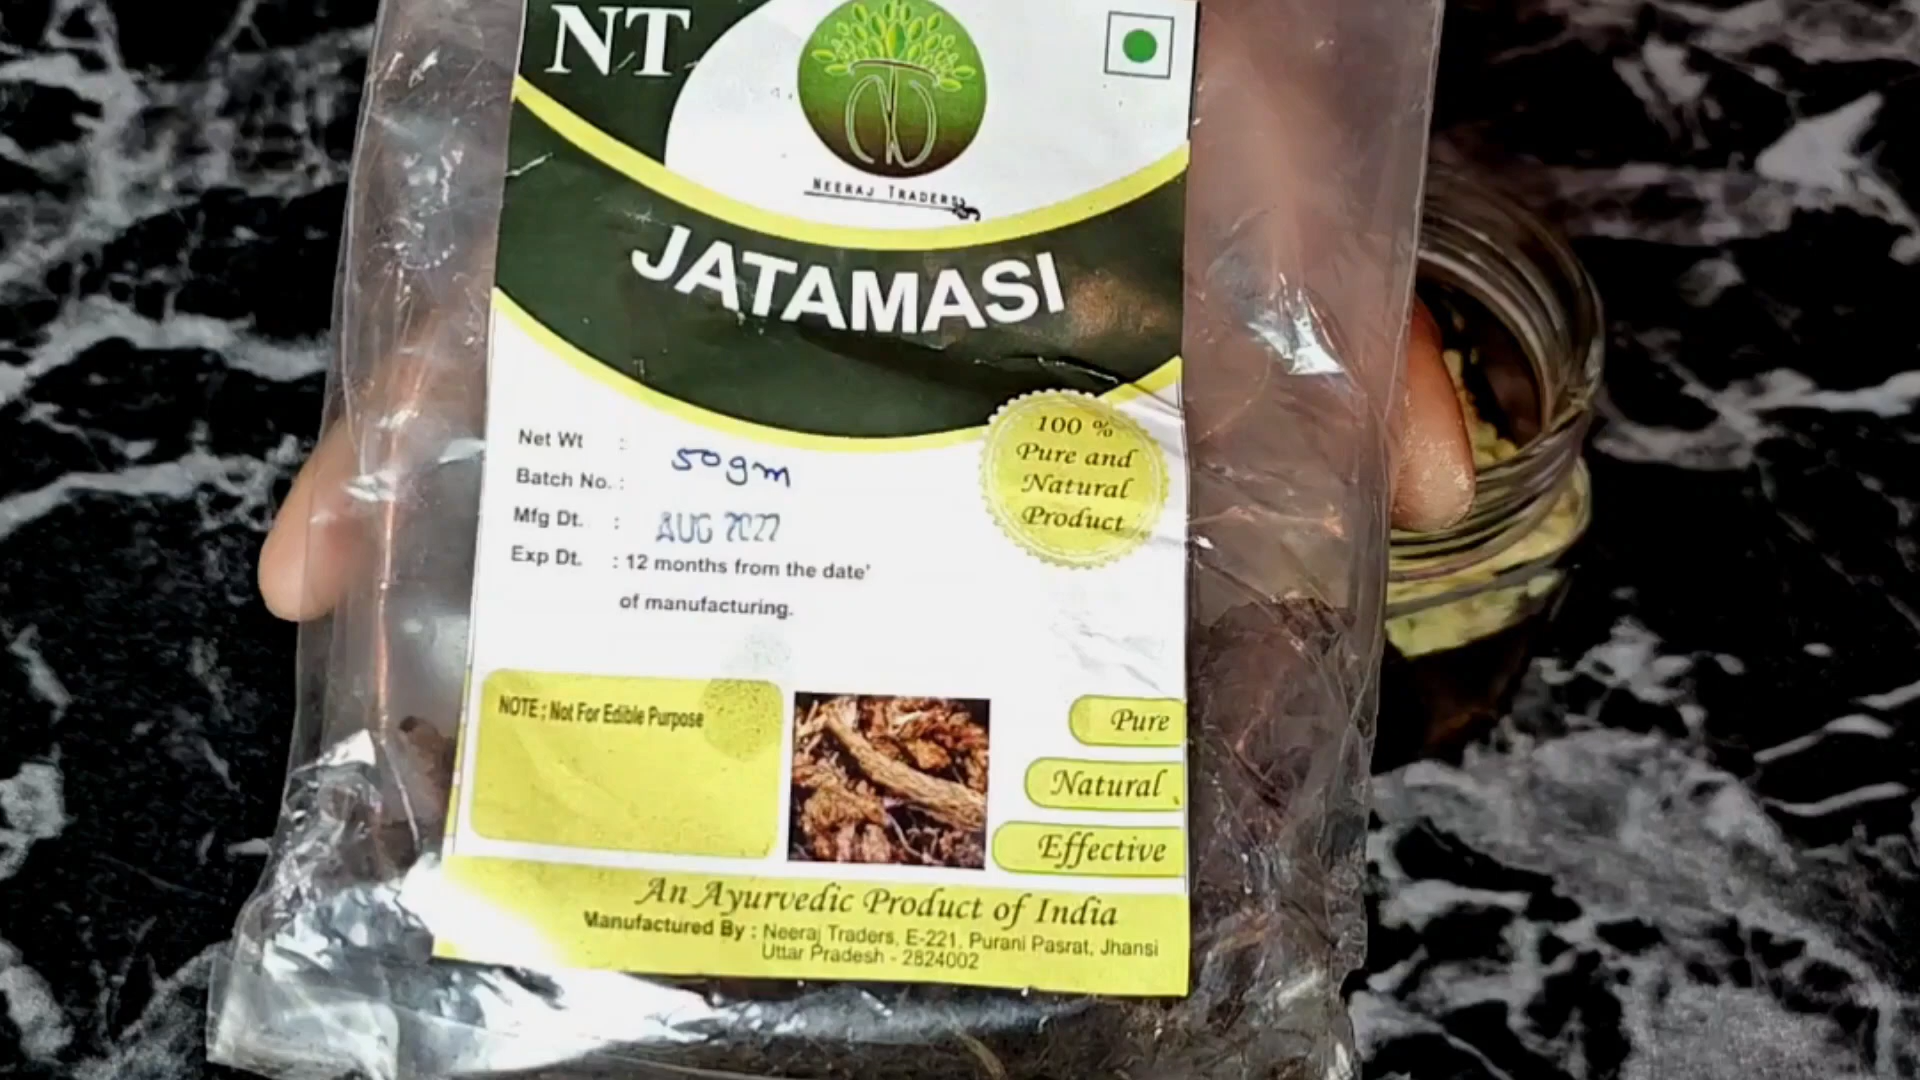 NT
NEERAJ TRADERS
JATAMASI
Net Wt : 50gm
Batch No. :
Mfg Dt. : AUG 2022
Exp Dt. : 12 months from the date'
of manufacturing.
100 %
Pure and
Natural
Product
NOTE : Not For Edible Purpose
Pure
Natural
Effective
An Ayurvedic Product of India
Manufactured By : Neeraj Traders, E-221, Purani Pasrat, Jhansi
Uttar Pradesh - 2824002